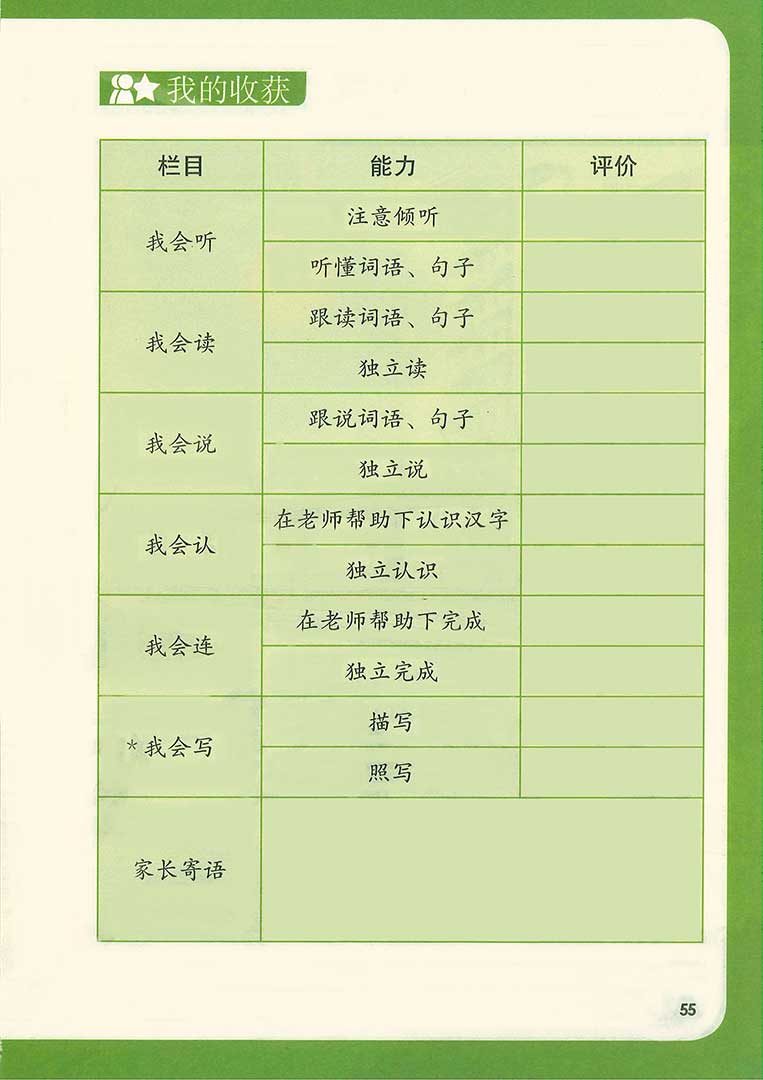 我的收获
栏目 能力 评价
我会听
注意倾听
听懂词语、句子
我会读
跟读词语、句子
独立读
我会说
跟说词语、句子
独立说
我会认
在老师帮助下认识汉字
独立认识
我会连
在老师帮助下完成
独立完成
*我会写
描写
照写
家长寄语
55